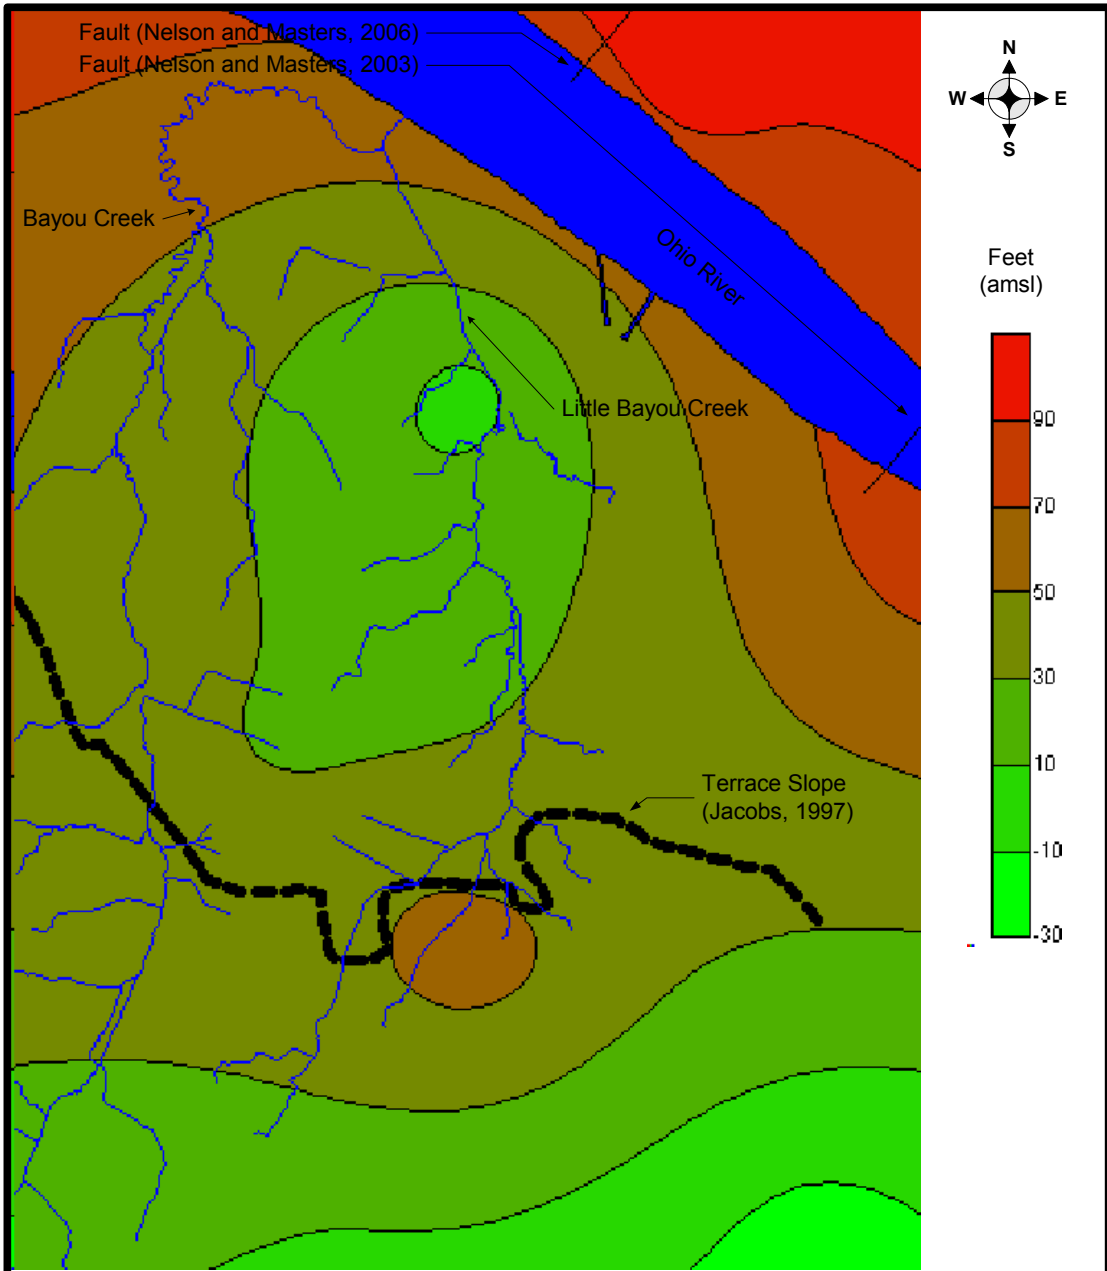 Fault (Nelson and Masters, 2006)
Fault (Nelson and Masters, 2003)
N
W
E
S
Bayou Creek
Ohio River
Feet
(amsl)
Little Bayou Creek
90
70
50
30
10
-10
-30
Terrace Slope
(Jacobs, 1997)